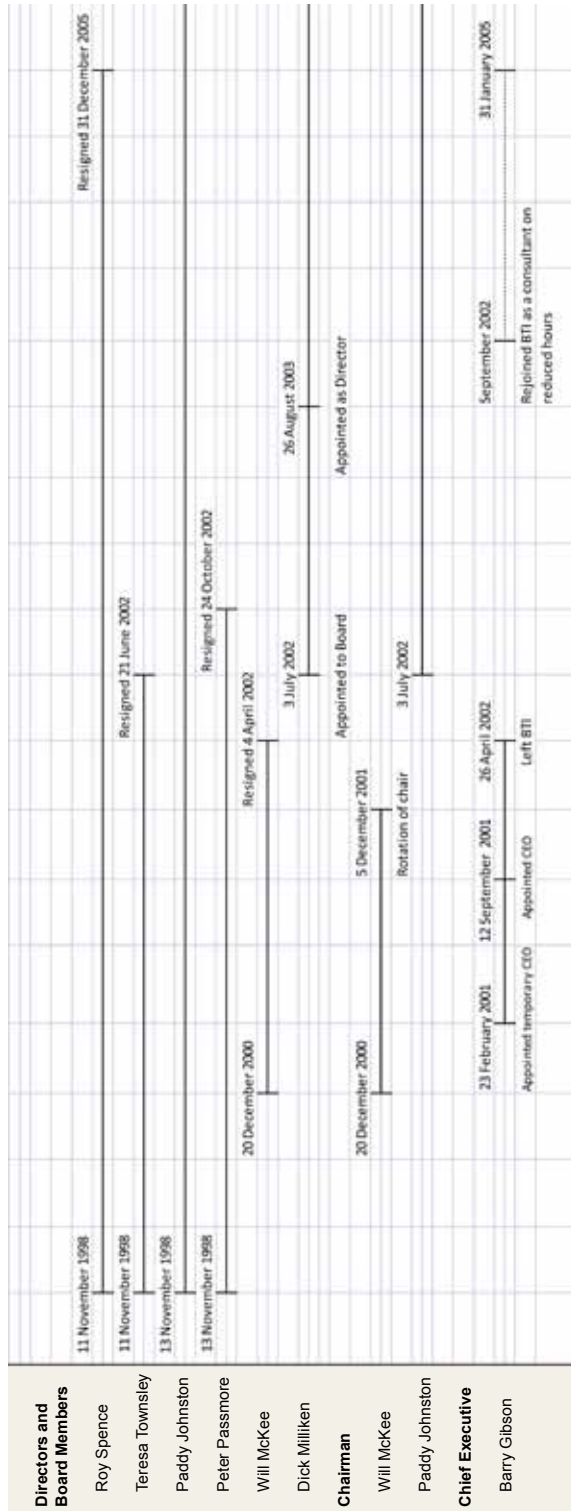 Directors and
Board Members
Roy Spence
11 November 1998
Resigned 31 December 2005
Teresa Townsley
11 November 1998
Resigned 21 June 2002
Paddy Johnston
13 November 1998
Peter Passmore
13 November 1998
Resigned 24 October 2002
Will McKee
20 December 2000
Resigned 4 April 2002
Dick Milliken
3 July 2002
26 August 2003
Appointed to Board
Appointed as Director
Chairman
Will McKee
20 December 2000
5 December 2001
Rotation of chair
Paddy Johnston
3 July 2002
Chief Executive
Barry Gibson
23 February 2001
12 September 2001
26 April 2002
September 2002
31 January 2005
Appointed temporary CEO
Appointed CEO
Left BTI
Rejoined BTI as a consultant on
reduced hours